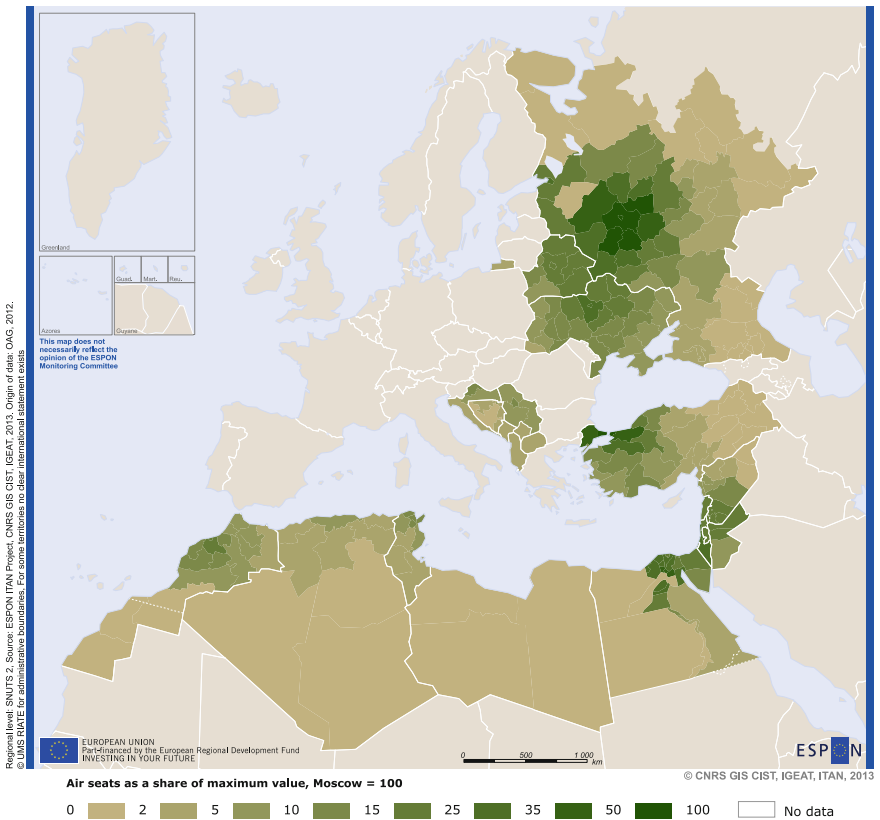 Greenland
Azores
Guad.
Mart.
Reu.
Guyane
This map does not
necessarily reflect the
opinion of the ESPON
Monitoring Committee
Regional level: SNUTS 2, Source: ESPON ITAN Project, CNRS GIS CIST, IGEAT, 2013. Origin of data: OAG, 2012.
© UMS RIATE for administrative boundaries. For some territories no clear international statement exists
EUROPEAN UNION
Part-financed by the European Regional Development Fund
INVESTING IN YOUR FUTURE
0 500 1 000
km
ESPON
© CNRS GIS CIST, IGEAT, ITAN, 2013
Air seats as a share of maximum value, Moscow = 100
0 2 5 10 15 25 35 50 100 No data